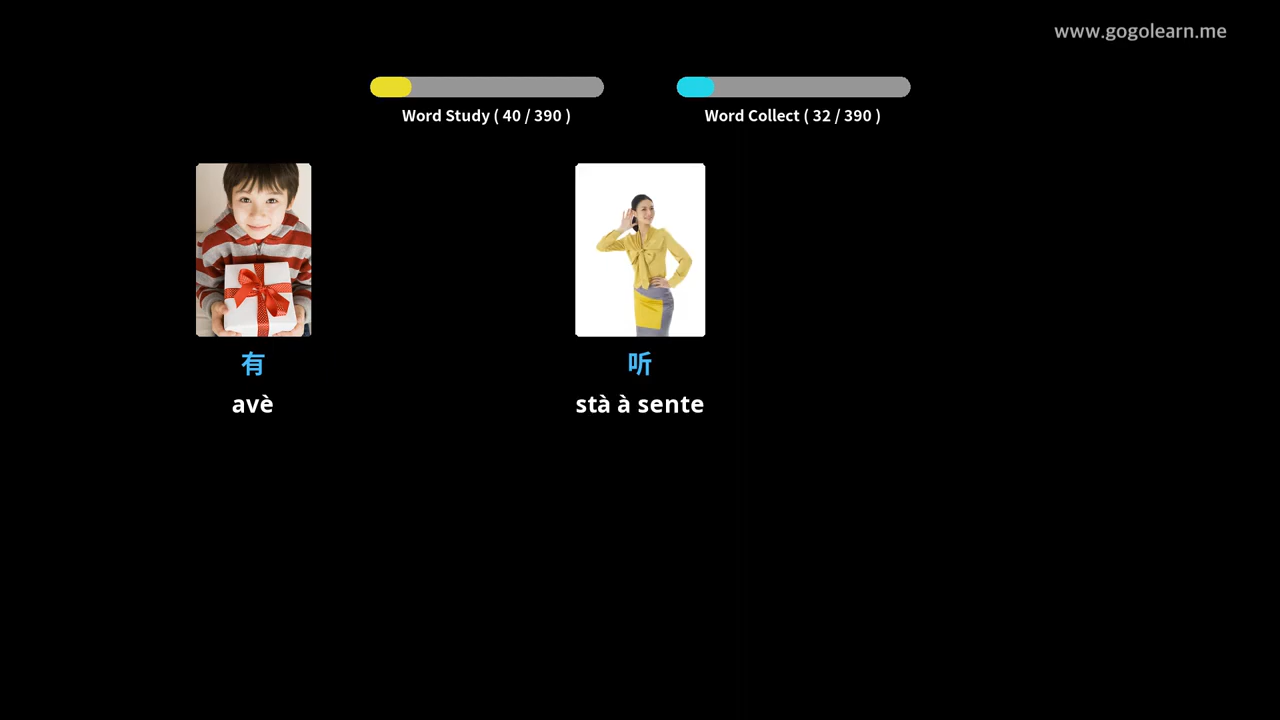 www.gogolearn.me
Word Study ( 40 / 390 )
Word Collect ( 32 / 390 )
有
avè
听
stà à sente